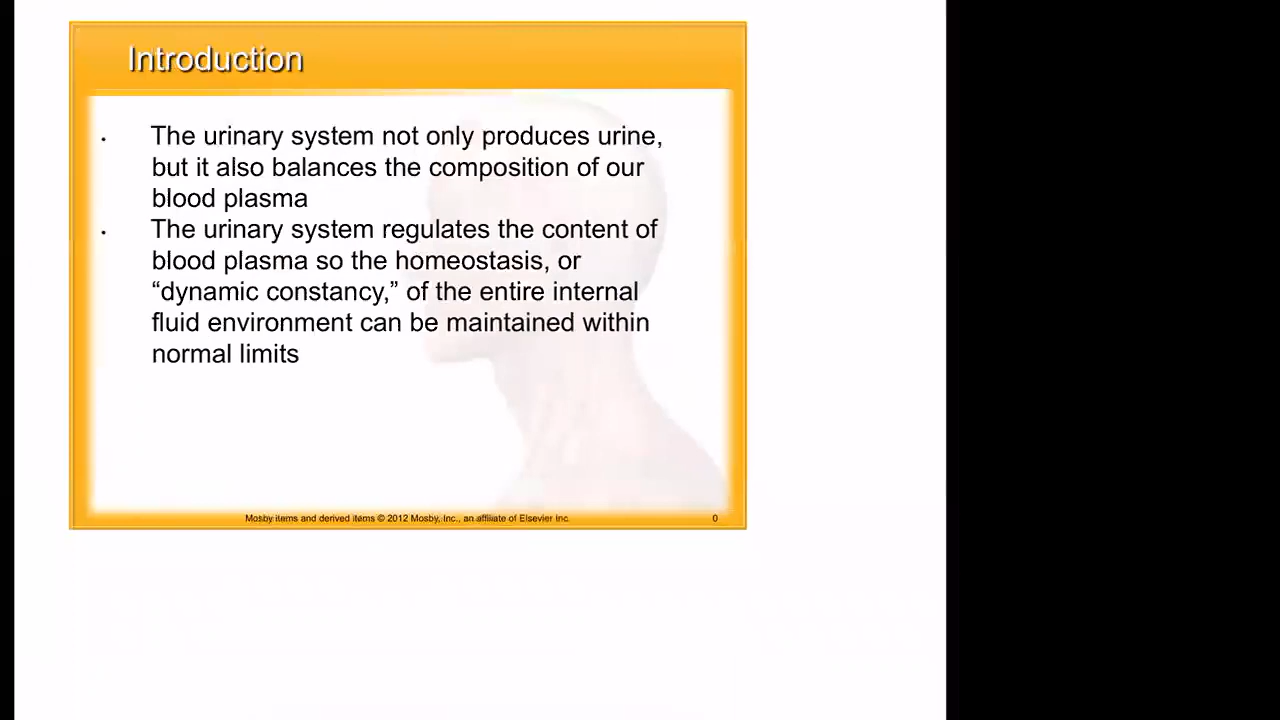 Introduction
• The urinary system not only produces urine,
but it also balances the composition of our
blood plasma
• The urinary system regulates the content of
blood plasma so the homeostasis, or
“dynamic constancy,” of the entire internal
fluid environment can be maintained within
normal limits
Mosby items and derived items © 2012 Mosby, Inc., an affiliate of Elsevier Inc. 0